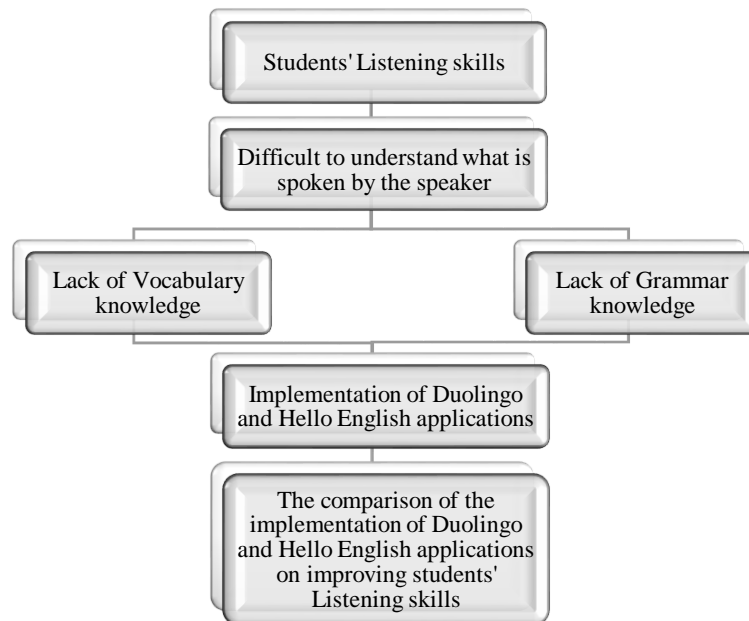 Students' Listening skills
Difficult to understand what is
spoken by the speaker
Lack of Vocabulary
knowledge
Lack of Grammar
knowledge
Implementation of Duolingo
and Hello English applications
The comparison of the
implementation of Duolingo
and Hello English applications
on improving students'
Listening skills